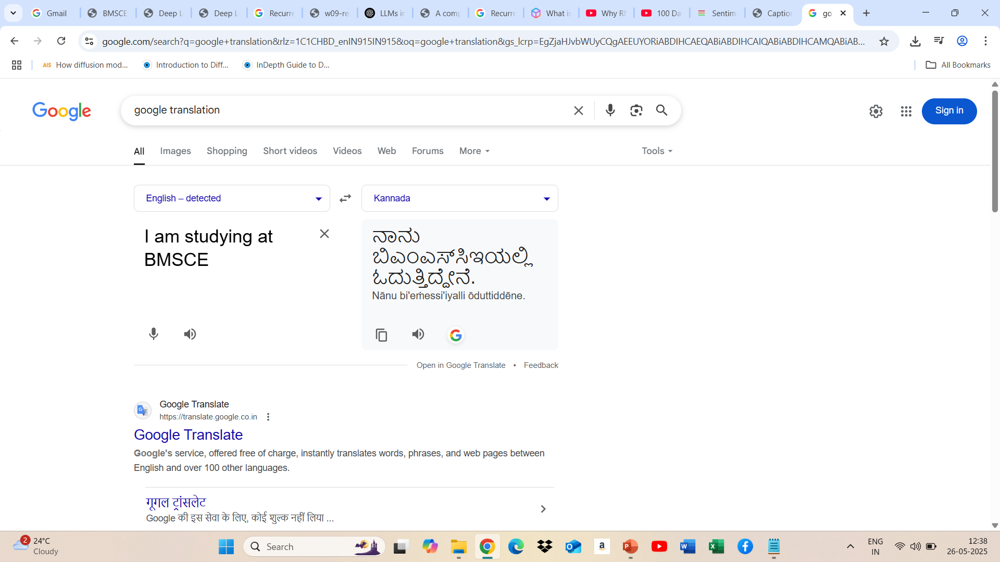 Gmail
BMSCE
Deep L
Deep L
Recurre
w09-re
LLMs in
A comp
Recurre
What is
Why RN
100 Da
Sentim
Caption
go
google.com/search?q=google+translation&rlz=1C1CHBD_enIN915IN915&oq=google+translation&gs_lcrp=EgZjaHJvbWUyCQgAEEUYORiABDIHCAEQABiABDIHCAIQABiABDIHCAMQABiAB...
AIS How diffusion mod...
Introduction to Diff...
InDepth Guide to D...
All Bookmarks
Google
google translation
Sign in
All
Images
Shopping
Short videos
Videos
Web
Forums
More
Tools
English – detected
Kannada
I am studying at
BMSCE
ನಾನು
ಬಿಎಂಎಸ್‌ಸಿಇಯಲ್ಲಿ
ಓದುತ್ತಿದ್ದೇನೆ.
Nānu bi'eṁessi'iyalli ōduttiddēne.
Open in Google Translate • Feedback
Google Translate
https://translate.google.co.in
Google Translate
Google's service, offered free of charge, instantly translates words, phrases, and web pages between
English and over 100 other languages.
गूगल ट्रांसलेट
Google की इस सेवा के लिए, कोई शुल्क नहीं लिया ...
2
24°C
Cloudy
Search
ENG
IN
12:38
26-05-2025